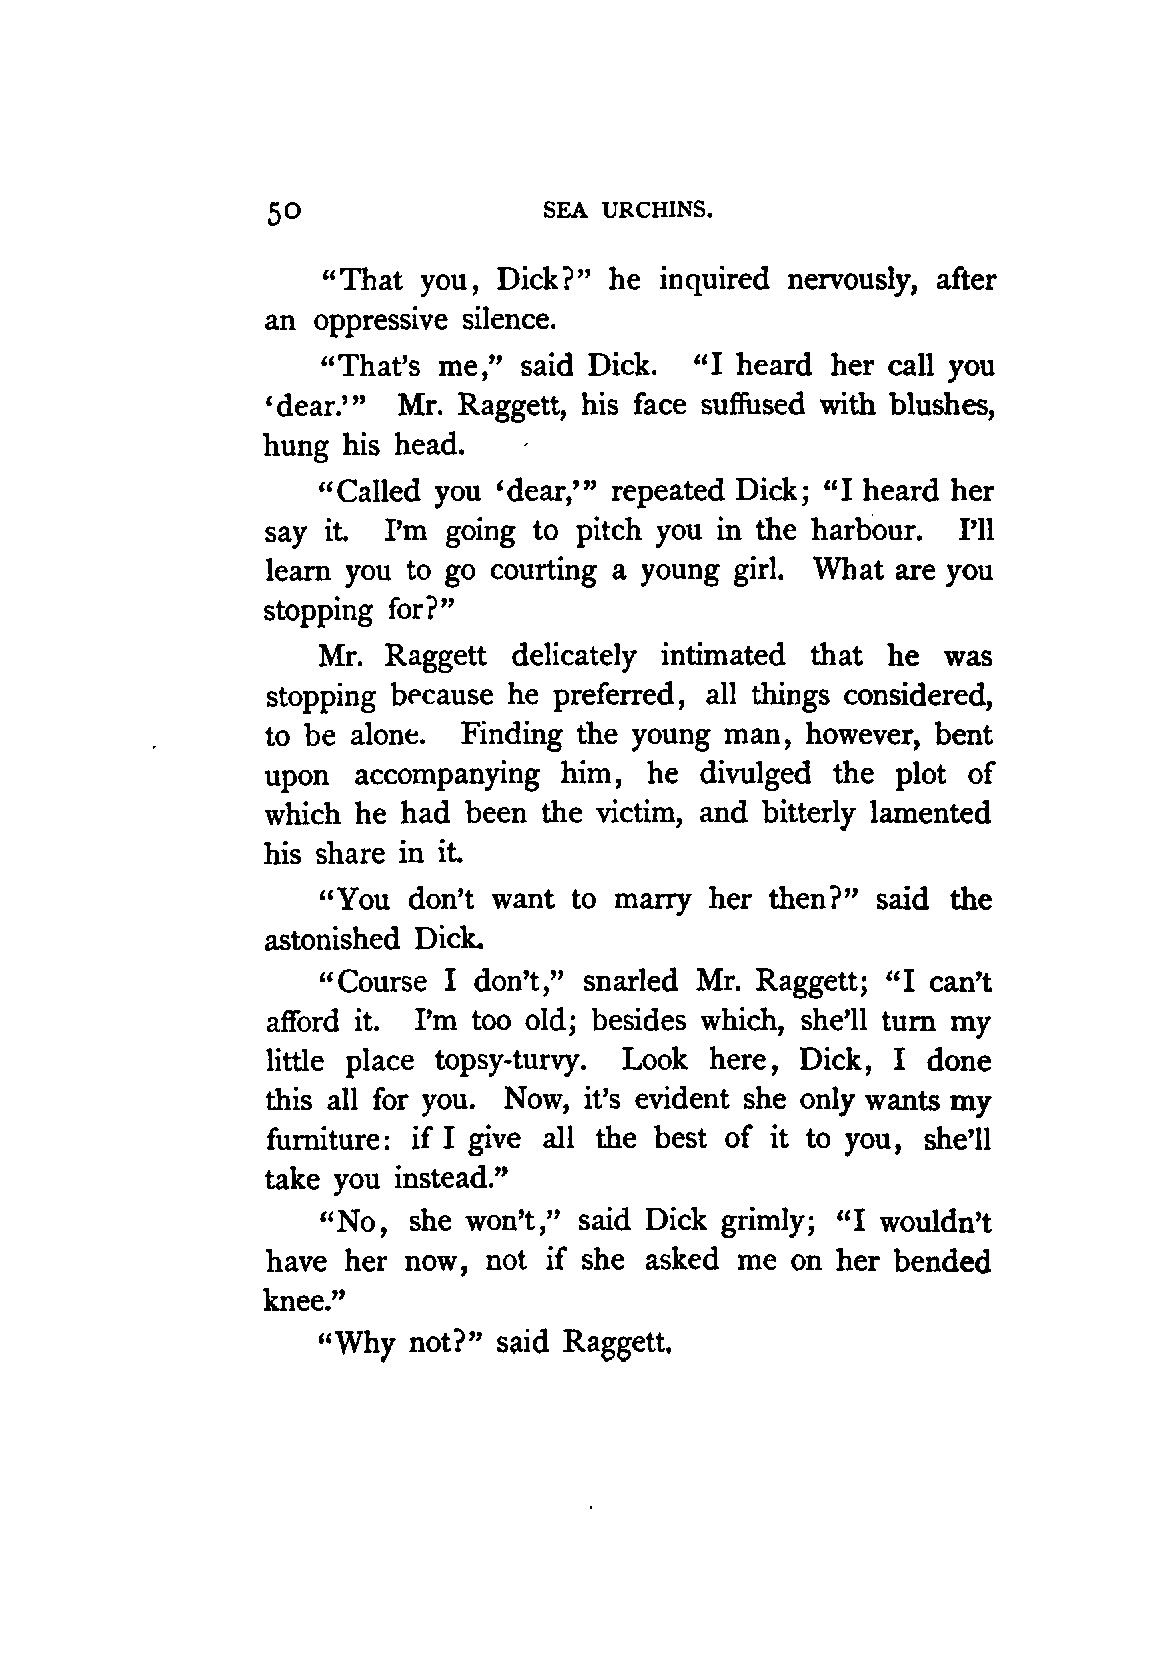 50 SEA URCHINS.
“That you, Dick?” he inquired nervously, after
an oppressive silence.
“That’s me,” said Dick. “I heard her call you
‘dear.’” Mr. Raggett, his face suffused with blushes,
hung his head.
“Called you ‘dear,’” repeated Dick; “I heard her
say it. I’m going to pitch you in the harbour. I’ll
learn you to go courting a young girl. What are you
stopping for?”
Mr. Raggett delicately intimated that he was
stopping because he preferred, all things considered,
to be alone. Finding the young man, however, bent
upon accompanying him, he divulged the plot of
which he had been the victim, and bitterly lamented
his share in it.
“You don’t want to marry her then?” said the
astonished Dick.
“Course I don’t,” snarled Mr. Raggett; “I can’t
afford it. I’m too old; besides which, she’ll turn my
little place topsy-turvy. Look here, Dick, I done
this all for you. Now, it’s evident she only wants my
furniture: if I give all the best of it to you, she’ll
take you instead.”
“No, she won’t,” said Dick grimly; “I wouldn’t
have her now, not if she asked me on her bended
knee.”
“Why not?” said Raggett.